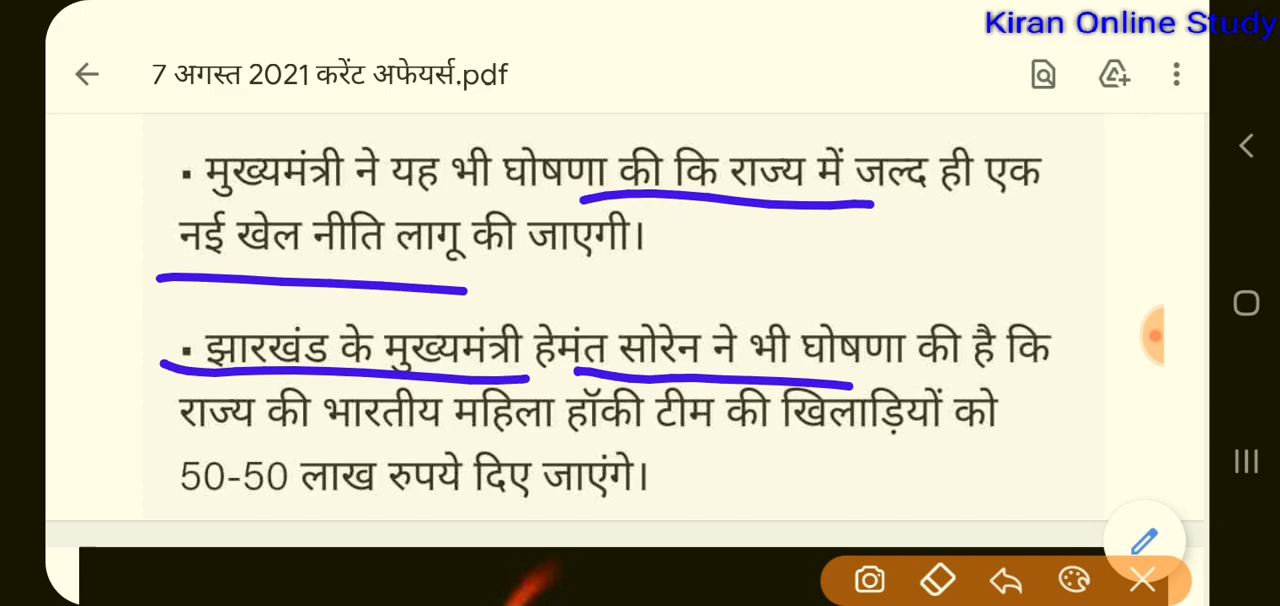 Kiran Online Study
7 अगस्त 2021 करेंट अफेयर्स.pdf
▪ मुख्यमंत्री ने यह भी घोषणा की कि राज्य में जल्द ही एक
नई खेल नीति लागू की जाएगी।
▪ झारखंड के मुख्यमंत्री हेमंत सोरेन ने भी घोषणा की है कि
राज्य की भारतीय महिला हॉकी टीम की खिलाड़ियों को
50-50 लाख रुपये दिए जाएंगे।